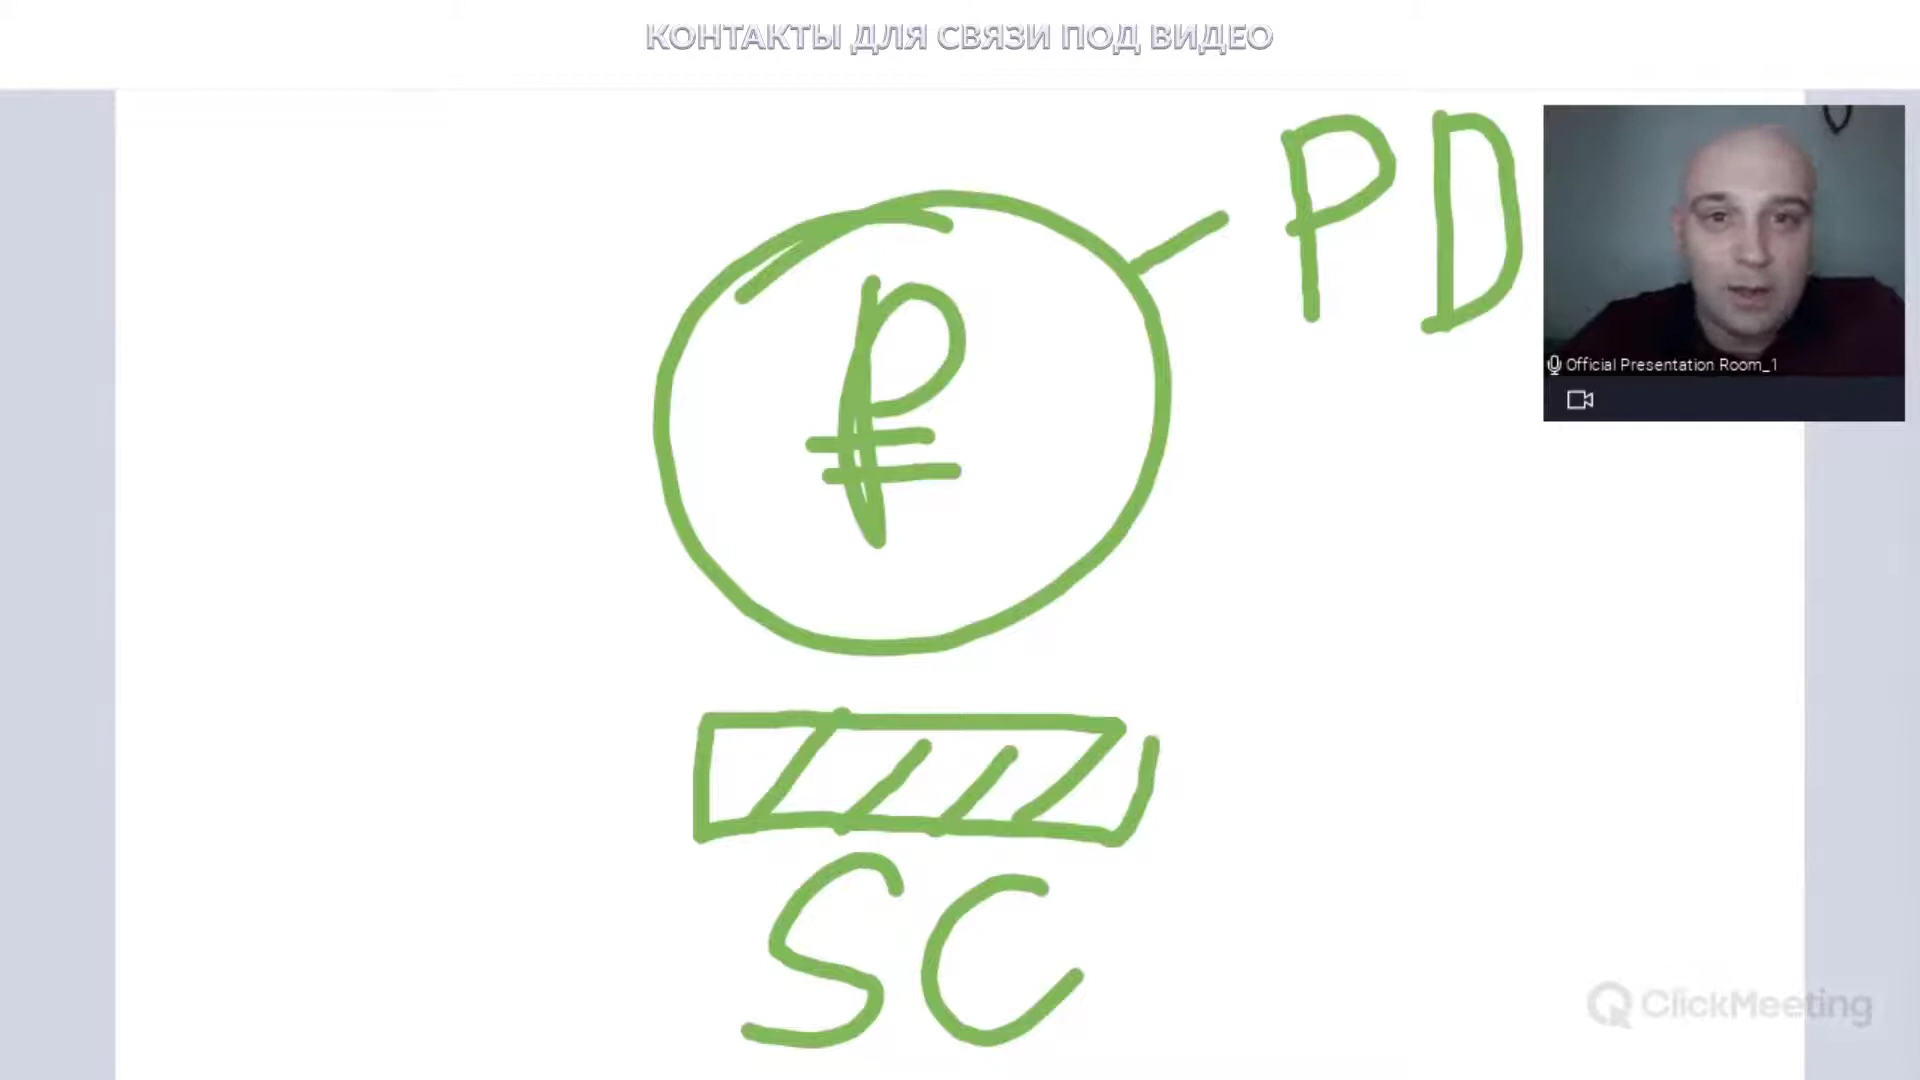 КОНТАКТЫ ДЛЯ СВЯЗИ ПОД ВИДЕО
PD
₽
Official Presentation Room_1
SC
ClickMeeting